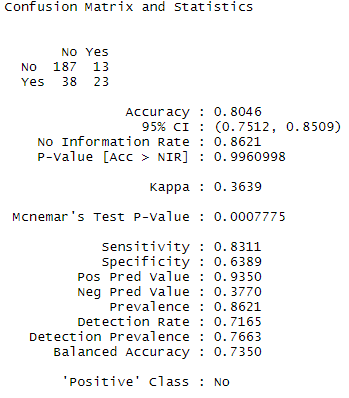 Confusion Matrix and Statistics
No Yes
No 187 13
Yes 38 23
Accuracy : 0.8046
95% CI : (0.7512, 0.8509)
No Information Rate : 0.8621
P-Value [Acc > NIR] : 0.9960998
Kappa : 0.3639
Mcnemar's Test P-Value : 0.0007775
Sensitivity : 0.8311
Specificity : 0.6389
Pos Pred Value : 0.9350
Neg Pred Value : 0.3770
Prevalence : 0.8621
Detection Rate : 0.7165
Detection Prevalence : 0.7663
Balanced Accuracy : 0.7350
'Positive' Class : No